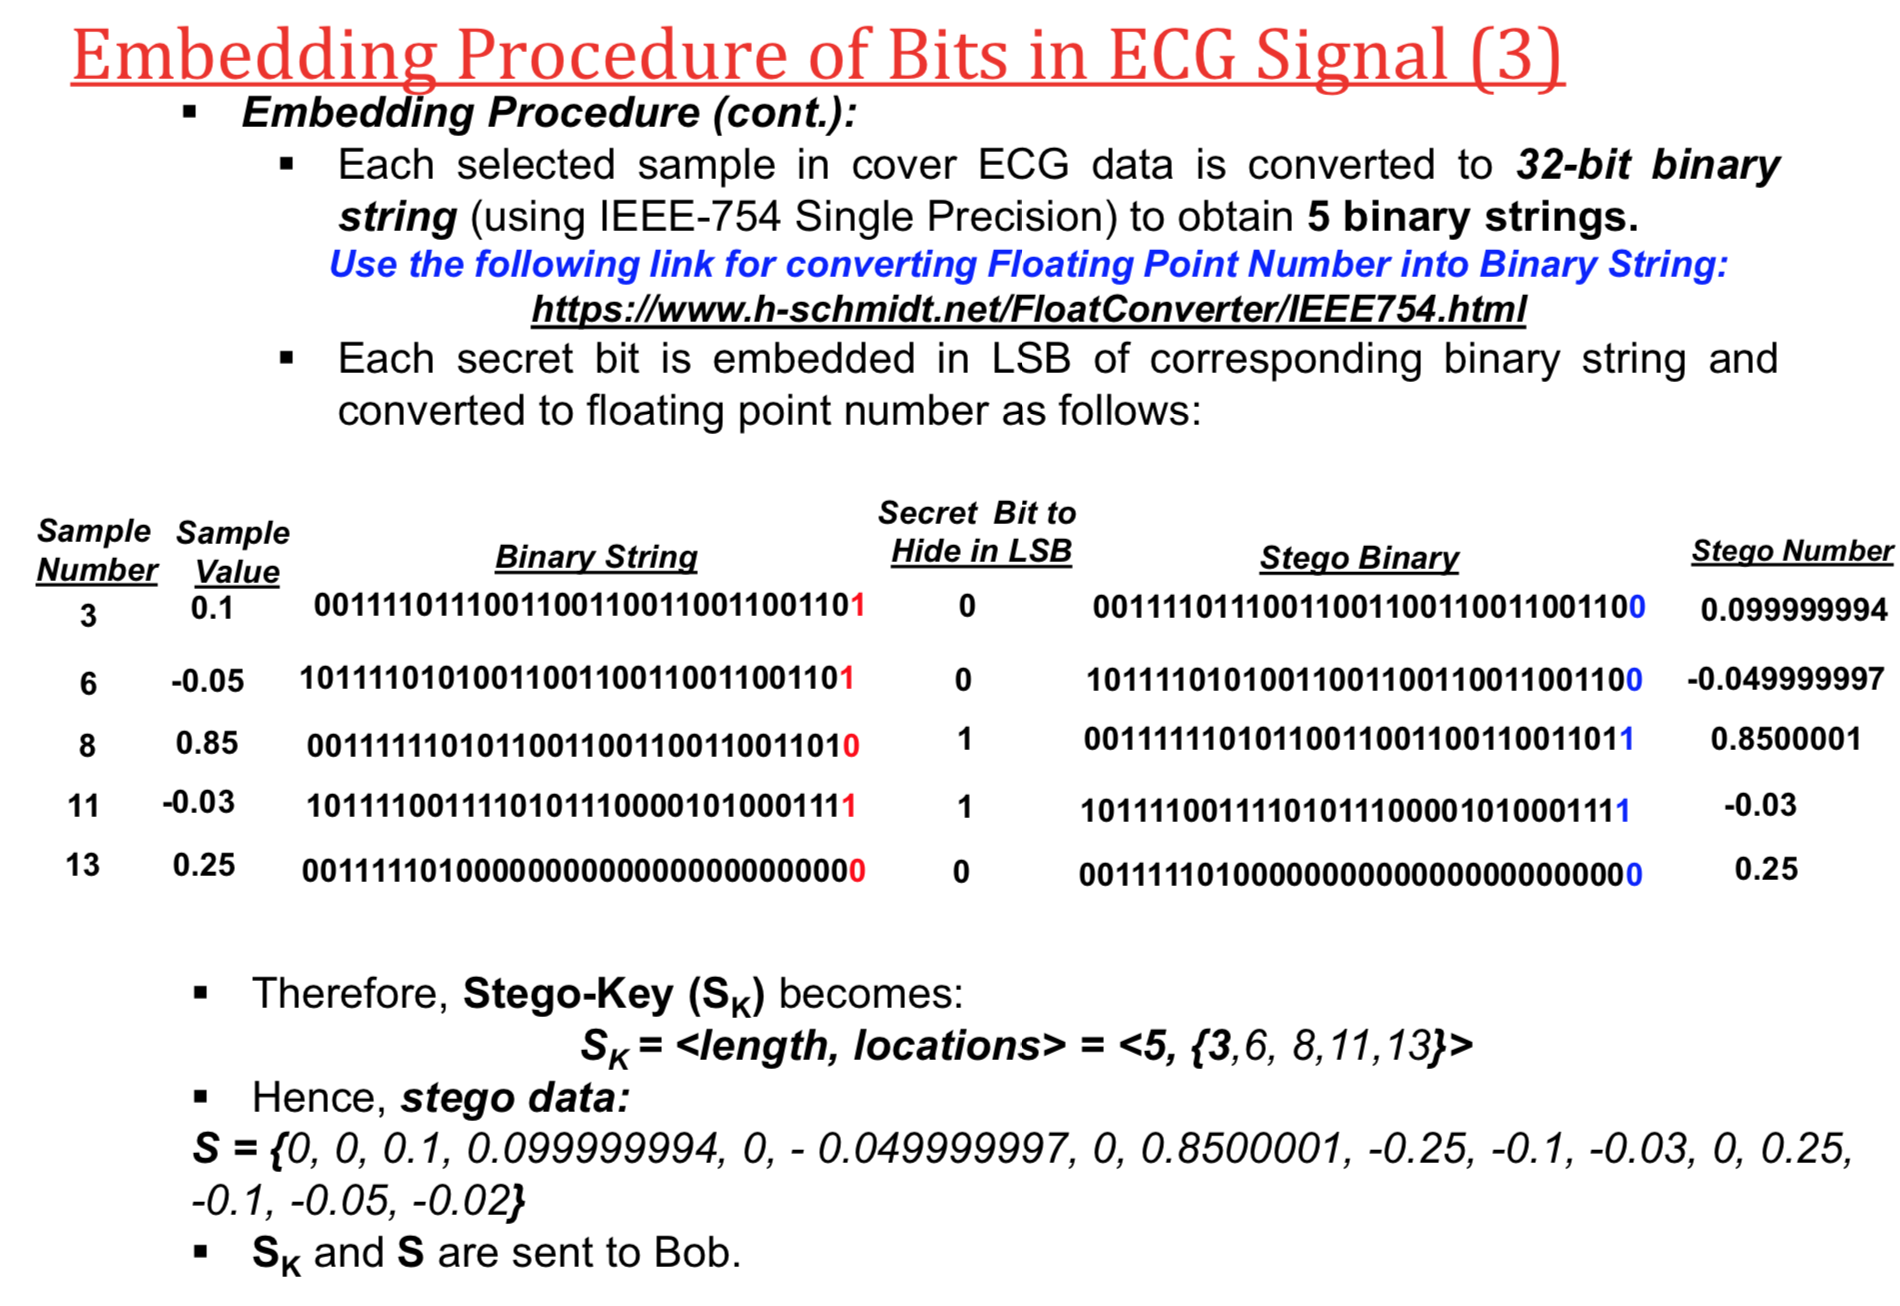 Embedding Procedure of Bits in ECG Signal (3)
▪ Embedding Procedure (cont.):
▪ Each selected sample in cover ECG data is converted to 32-bit binary
string (using IEEE-754 Single Precision) to obtain 5 binary strings.
Use the following link for converting Floating Point Number into Binary String:
https://www.h-schmidt.net/FloatConverter/IEEE754.html
▪ Each secret bit is embedded in LSB of corresponding binary string and
converted to floating point number as follows:
Sample Number Sample Value Binary String Secret Bit to Hide in LSB Stego Binary Stego Number
3 0.1 00111101110011001100110011001101 0 00111101110011001100110011001100 0.099999994
6 -0.05 10111101010011001100110011001101 0 10111101010011001100110011001100 -0.049999997
8 0.85 00111111010110011001100110011010 1 00111111010110011001100110011011 0.8500001
11 -0.03 10111100111101011100001010001111 1 10111100111101011100001010001111 -0.03
13 0.25 00111110100000000000000000000000 0 00111110100000000000000000000000 0.25
▪ Therefore, Stego-Key (SK) becomes:
SK = <length, locations> = <5, {3,6, 8,11,13}>
▪ Hence, stego data:
S = {0, 0, 0.1, 0.099999994, 0, - 0.049999997, 0, 0.8500001, -0.25, -0.1, -0.03, 0, 0.25,
-0.1, -0.05, -0.02}
▪ SK and S are sent to Bob.